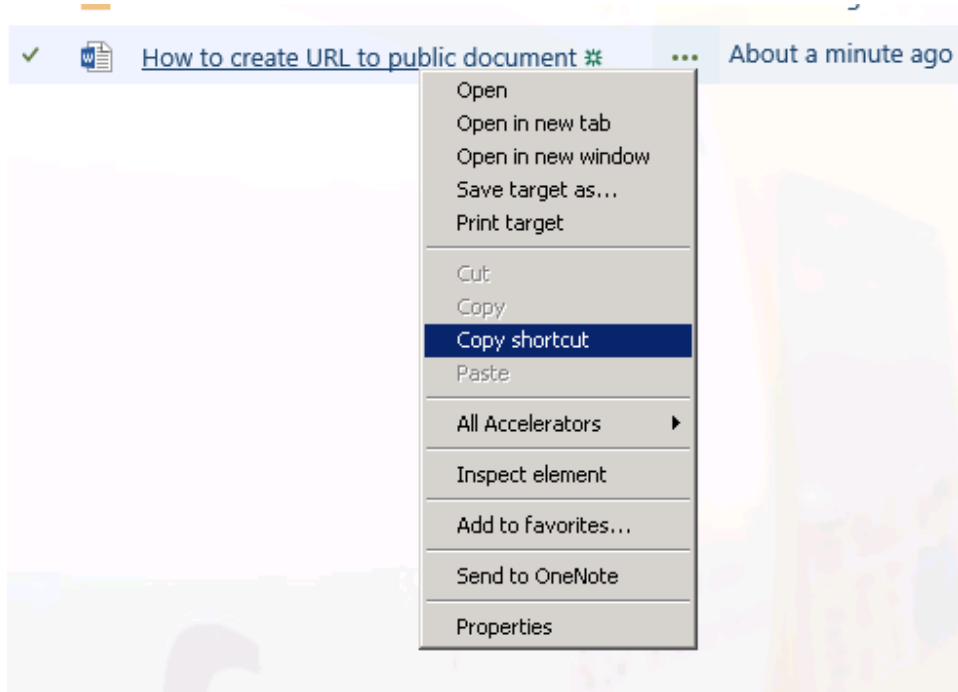 How to create URL to public document
About a minute ago
Open
Open in new tab
Open in new window
Save target as...
Print target
Cut
Copy
Copy shortcut
Paste
All Accelerators
Inspect element
Add to favorites...
Send to OneNote
Properties